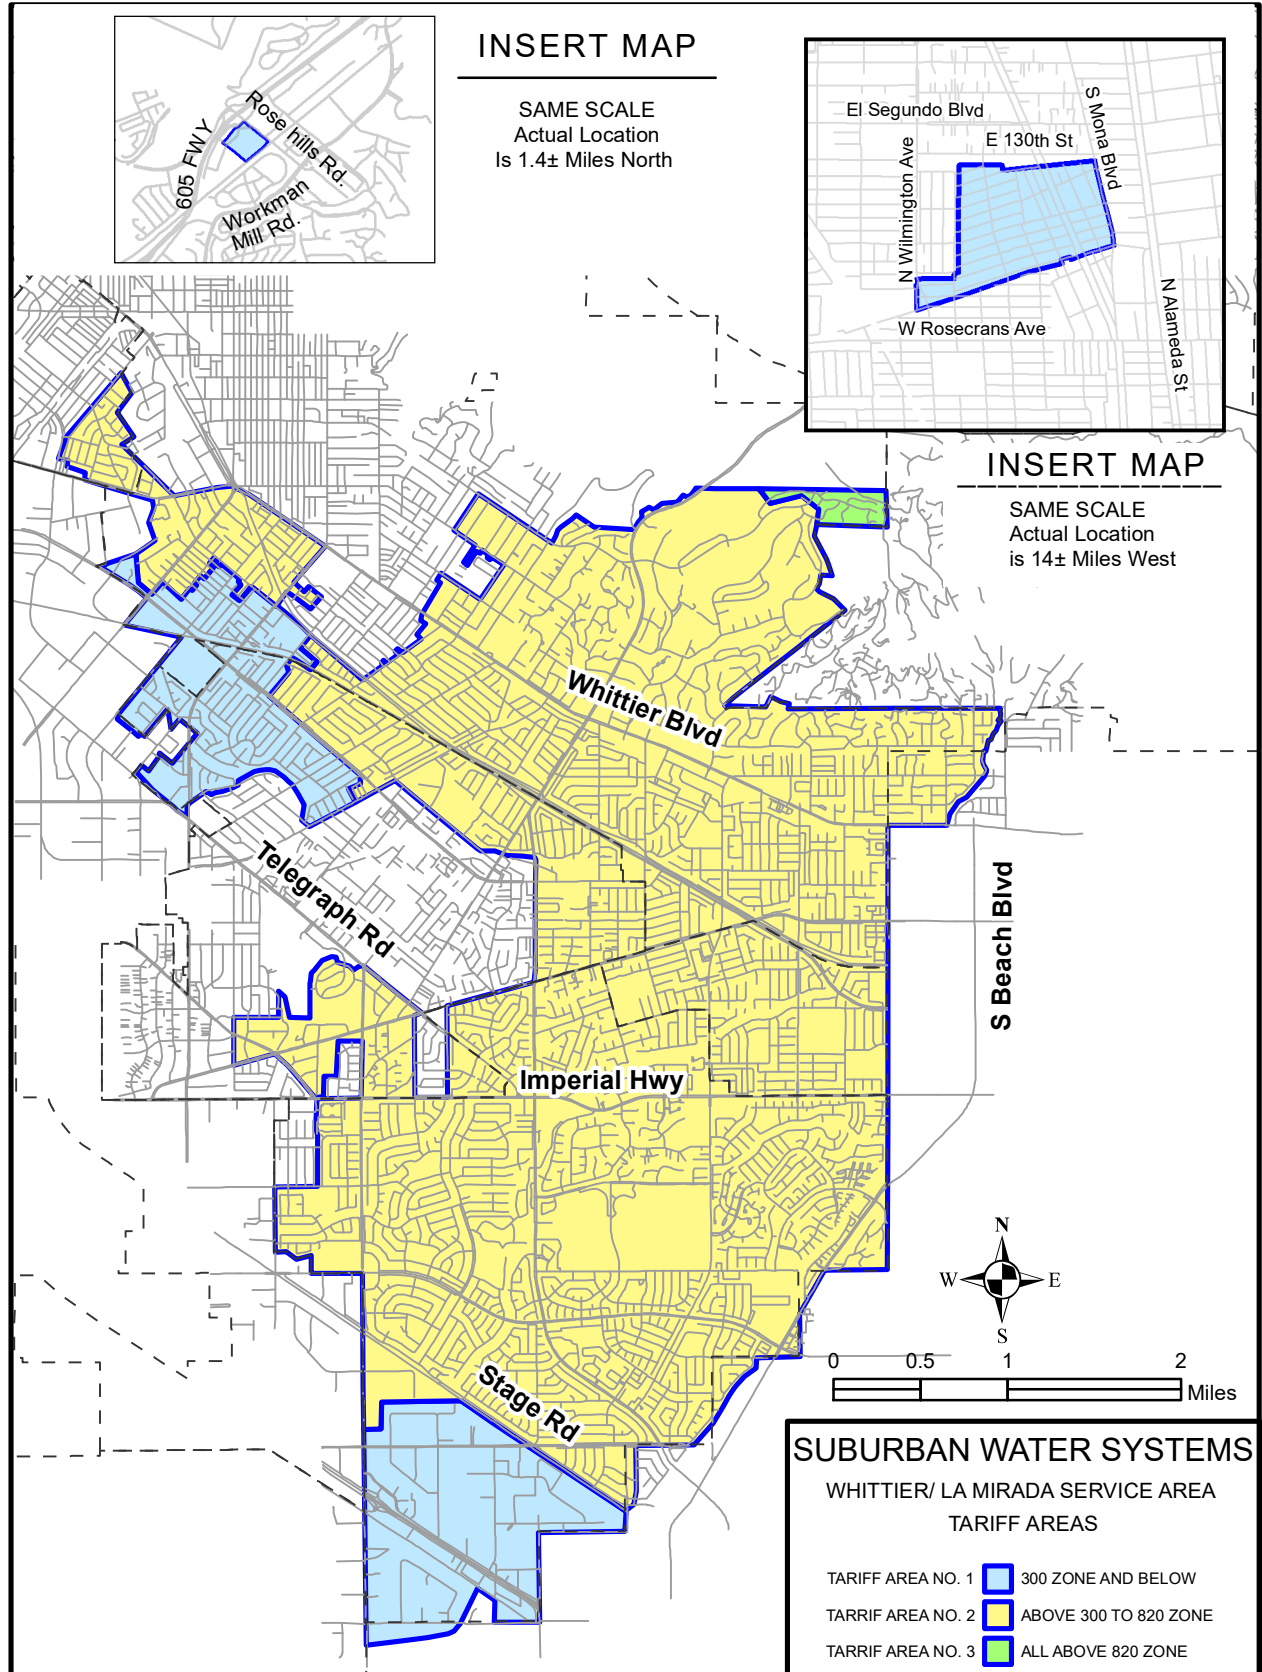 INSERT MAP
SAME SCALE
Actual Location
Is 1.4± Miles North
605 FWY
Rose hills Rd.
Workman
Mill Rd.
El Segundo Blvd
E 130th St
S Mona Blvd
N Wilmington Ave
W Rosecrans Ave
N Alameda St
INSERT MAP
SAME SCALE
Actual Location
is 14± Miles West
Whittier Blvd
Telegraph Rd
S Beach Blvd
Imperial Hwy
Stage Rd
N
W
E
S
0 0.5 1 2
Miles
SUBURBAN WATER SYSTEMS
WHITTIER/ LA MIRADA SERVICE AREA
TARIFF AREAS
TARIFF AREA NO. 1 300 ZONE AND BELOW
TARRIF AREA NO. 2 ABOVE 300 TO 820 ZONE
TARRIF AREA NO. 3 ALL ABOVE 820 ZONE